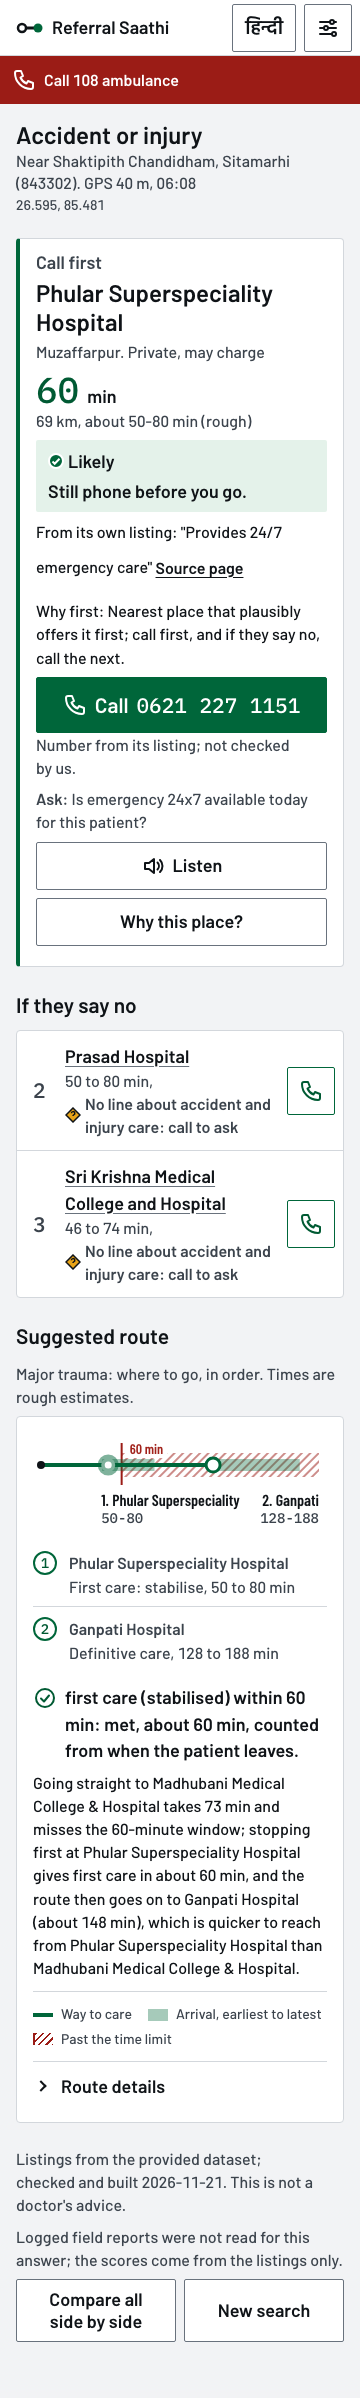 Referral Saathi
हिन्दी
Call 108 ambulance
Accident or injury
Near Shaktipith Chandidham, Sitamarhi
(843302). GPS 40 m, 06:08
26.595, 85.481
Call first
Phular Superspeciality
Hospital
Muzaffarpur. Private, may charge
60 min
69 km, about 50-80 min (rough)
Likely
Still phone before you go.
From its own listing: "Provides 24/7
emergency care" Source page
Why first: Nearest place that plausibly
offers it first; call first, and if they say no,
call the next.
Call 0621 227 1151
Number from its listing; not checked
by us.
Ask: Is emergency 24x7 available today
for this patient?
Listen
Why this place?
If they say no
2
Prasad Hospital
50 to 80 min,
No line about accident and
injury care: call to ask
3
Sri Krishna Medical
College and Hospital
46 to 74 min,
No line about accident and
injury care: call to ask
Suggested route
Major trauma: where to go, in order. Times are
rough estimates.
60 min
1. Phular Superspeciality 2. Ganpati
50-80 128-188
1 Phular Superspeciality Hospital
First care: stabilise, 50 to 80 min
2 Ganpati Hospital
Definitive care, 128 to 188 min
first care (stabilised) within 60
min: met, about 60 min, counted
from when the patient leaves.
Going straight to Madhubani Medical
College & Hospital takes 73 min and
misses the 60-minute window; stopping
first at Phular Superspeciality Hospital
gives first care in about 60 min, and the
route then goes on to Ganpati Hospital
(about 148 min), which is quicker to reach
from Phular Superspeciality Hospital than
Madhubani Medical College & Hospital.
Way to care Arrival, earliest to latest
Past the time limit
Route details
Listings from the provided dataset;
checked and built 2026-11-21. This is not a
doctor's advice.
Logged field reports were not read for this
answer; the scores come from the listings only.
Compare all
side by side
New search